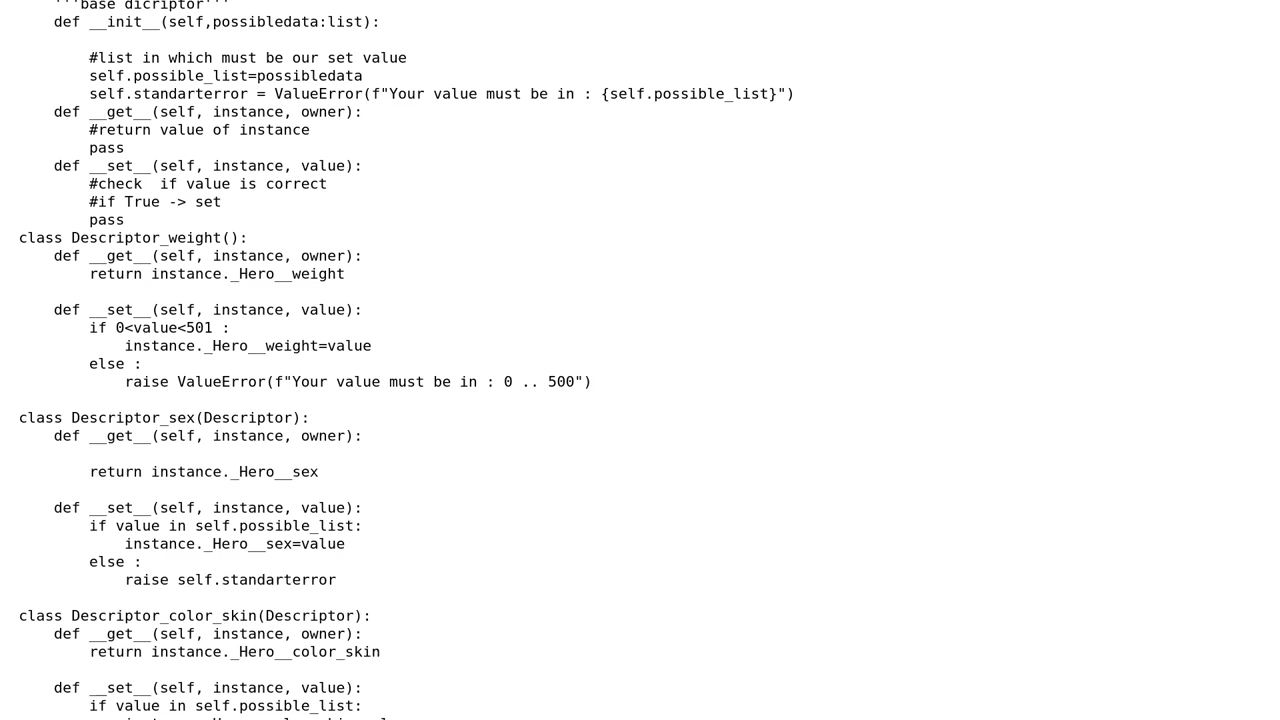 '''base dicriptor'''
    def __init__(self,possibledata:list):

        #list in which must be our set value
        self.possible_list=possibledata
        self.standarterror = ValueError(f"Your value must be in : {self.possible_list}")
    def __get__(self, instance, owner):
        #return value of instance
        pass
    def __set__(self, instance, value):
        #check  if value is correct
        #if True -> set
        pass
class Descriptor_weight():
    def __get__(self, instance, owner):
        return instance._Hero__weight

    def __set__(self, instance, value):
        if 0<value<501 :
            instance._Hero__weight=value
        else :
            raise ValueError(f"Your value must be in : 0 .. 500")

class Descriptor_sex(Descriptor):
    def __get__(self, instance, owner):

        return instance._Hero__sex

    def __set__(self, instance, value):
        if value in self.possible_list:
            instance._Hero__sex=value
        else :
            raise self.standarterror

class Descriptor_color_skin(Descriptor):
    def __get__(self, instance, owner):
        return instance._Hero__color_skin

    def __set__(self, instance, value):
        if value in self.possible_list: